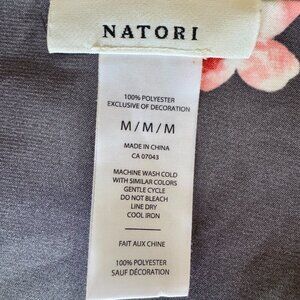 NATORI
100% POLYESTER
EXCLUSIVE OF DECORATION
M/M/M
MADE IN CHINA
CA 07043
MACHINE WASH COLD
WITH SIMILAR COLORS
GENTLE CYCLE
DO NOT BLEACH
LINE DRY
COOL IRON
FAIT AUX CHINE
100% POLYESTER
SAUF DÉCORATION